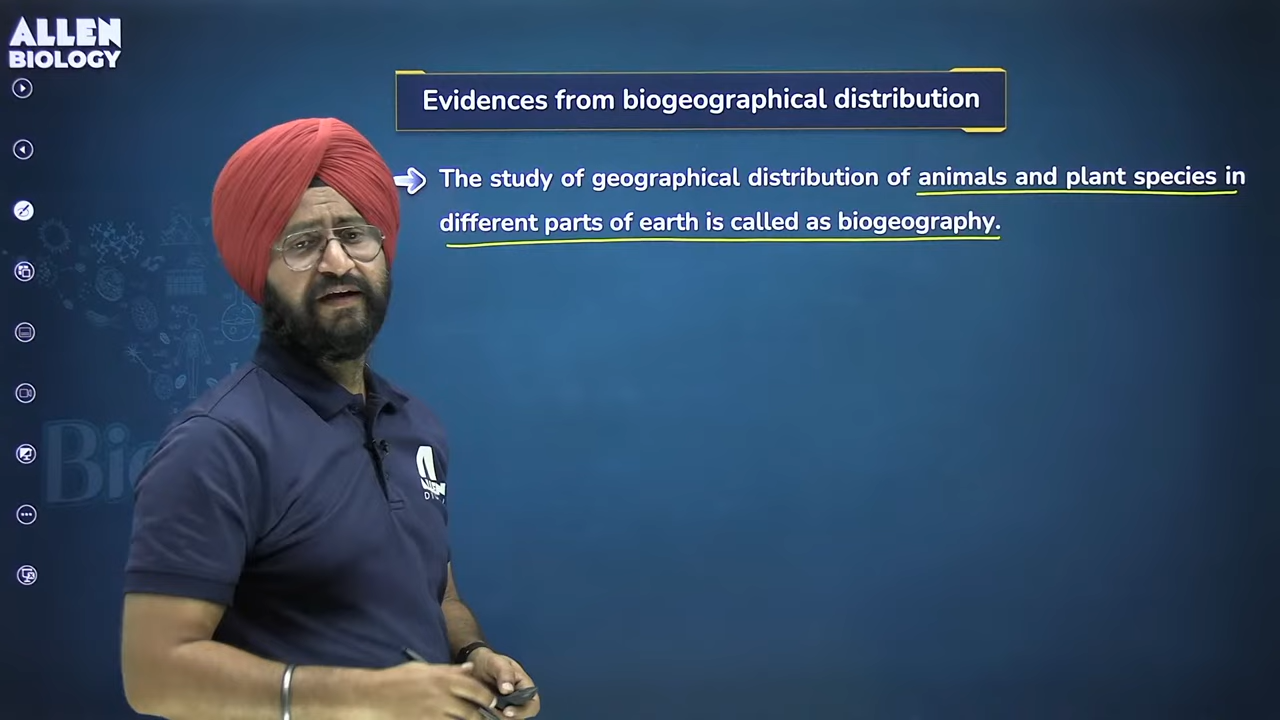 ALLEN
BIOLOGY
Evidences from biogeographical distribution
The study of geographical distribution of animals and plant species in
different parts of earth is called as biogeography.
ALLEN